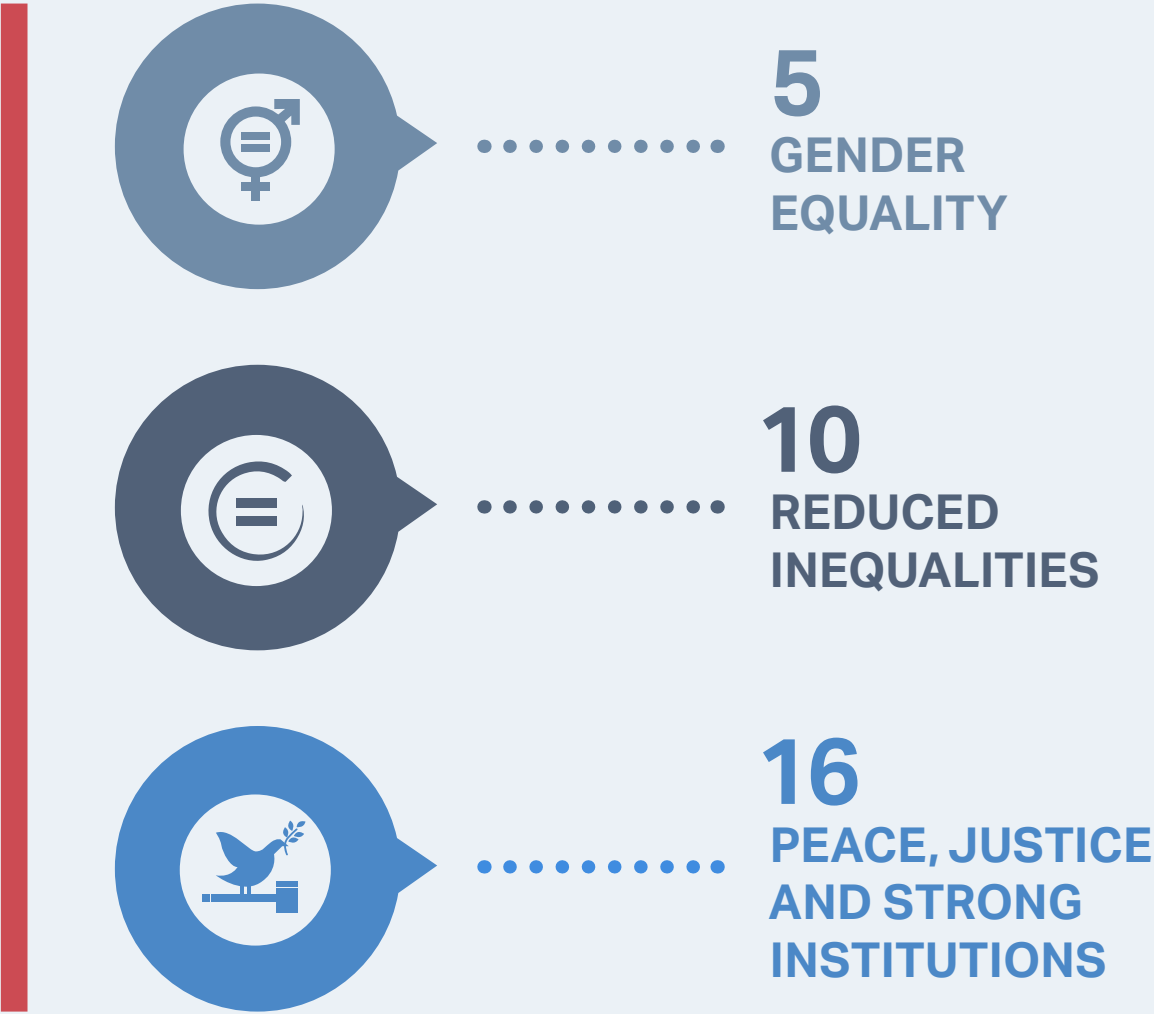 5
GENDER
EQUALITY
10
REDUCED
INEQUALITIES
16
PEACE, JUSTICE
AND STRONG
INSTITUTIONS